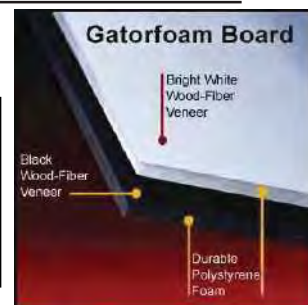 Gatorfoam Board
Bright White
Wood-Fiber
Veneer
Black
Wood-Fiber
Veneer
Durable
Polystyrene
Foam